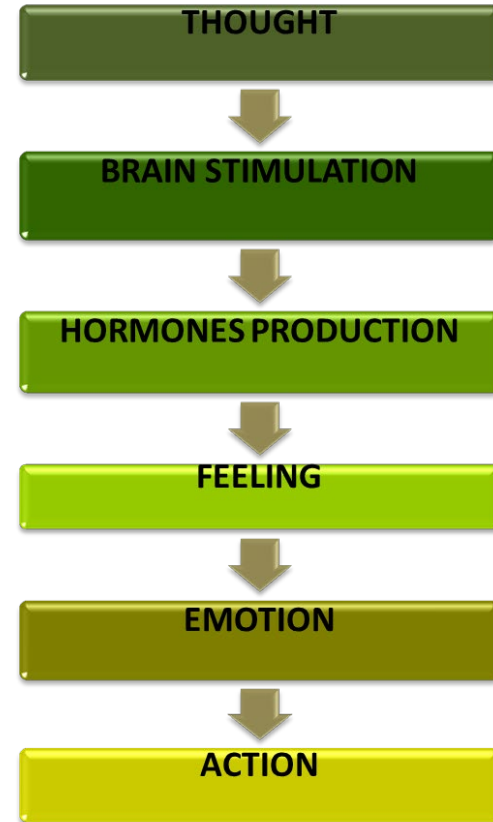 THOUGHT
BRAIN STIMULATION
HORMONES PRODUCTION
FEELING
EMOTION
ACTION